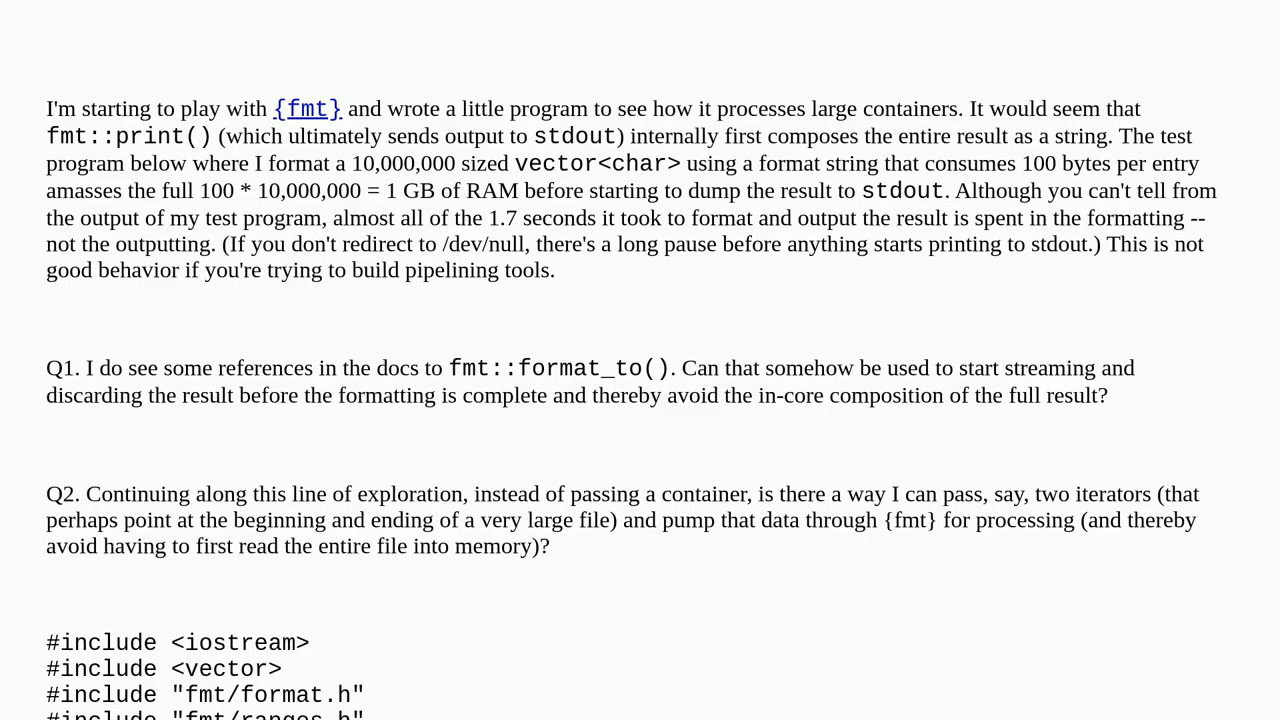 I'm starting to play with {fmt} and wrote a little program to see how it processes large containers. It would seem that
fmt::print() (which ultimately sends output to stdout) internally first composes the entire result as a string. The test
program below where I format a 10,000,000 sized vector<char> using a format string that consumes 100 bytes per entry
amasses the full 100 * 10,000,000 = 1 GB of RAM before starting to dump the result to stdout. Although you can't tell from
the output of my test program, almost all of the 1.7 seconds it took to format and output the result is spent in the formatting --
not the outputting. (If you don't redirect to /dev/null, there's a long pause before anything starts printing to stdout.) This is not
good behavior if you're trying to build pipelining tools.
Q1. I do see some references in the docs to fmt::format_to(). Can that somehow be used to start streaming and
discarding the result before the formatting is complete and thereby avoid the in-core composition of the full result?
Q2. Continuing along this line of exploration, instead of passing a container, is there a way I can pass, say, two iterators (that
perhaps point at the beginning and ending of a very large file) and pump that data through {fmt} for processing (and thereby
avoid having to first read the entire file into memory)?
#include <iostream>
#include <vector>
#include "fmt/format.h"
#include "fmt/ranges.h"